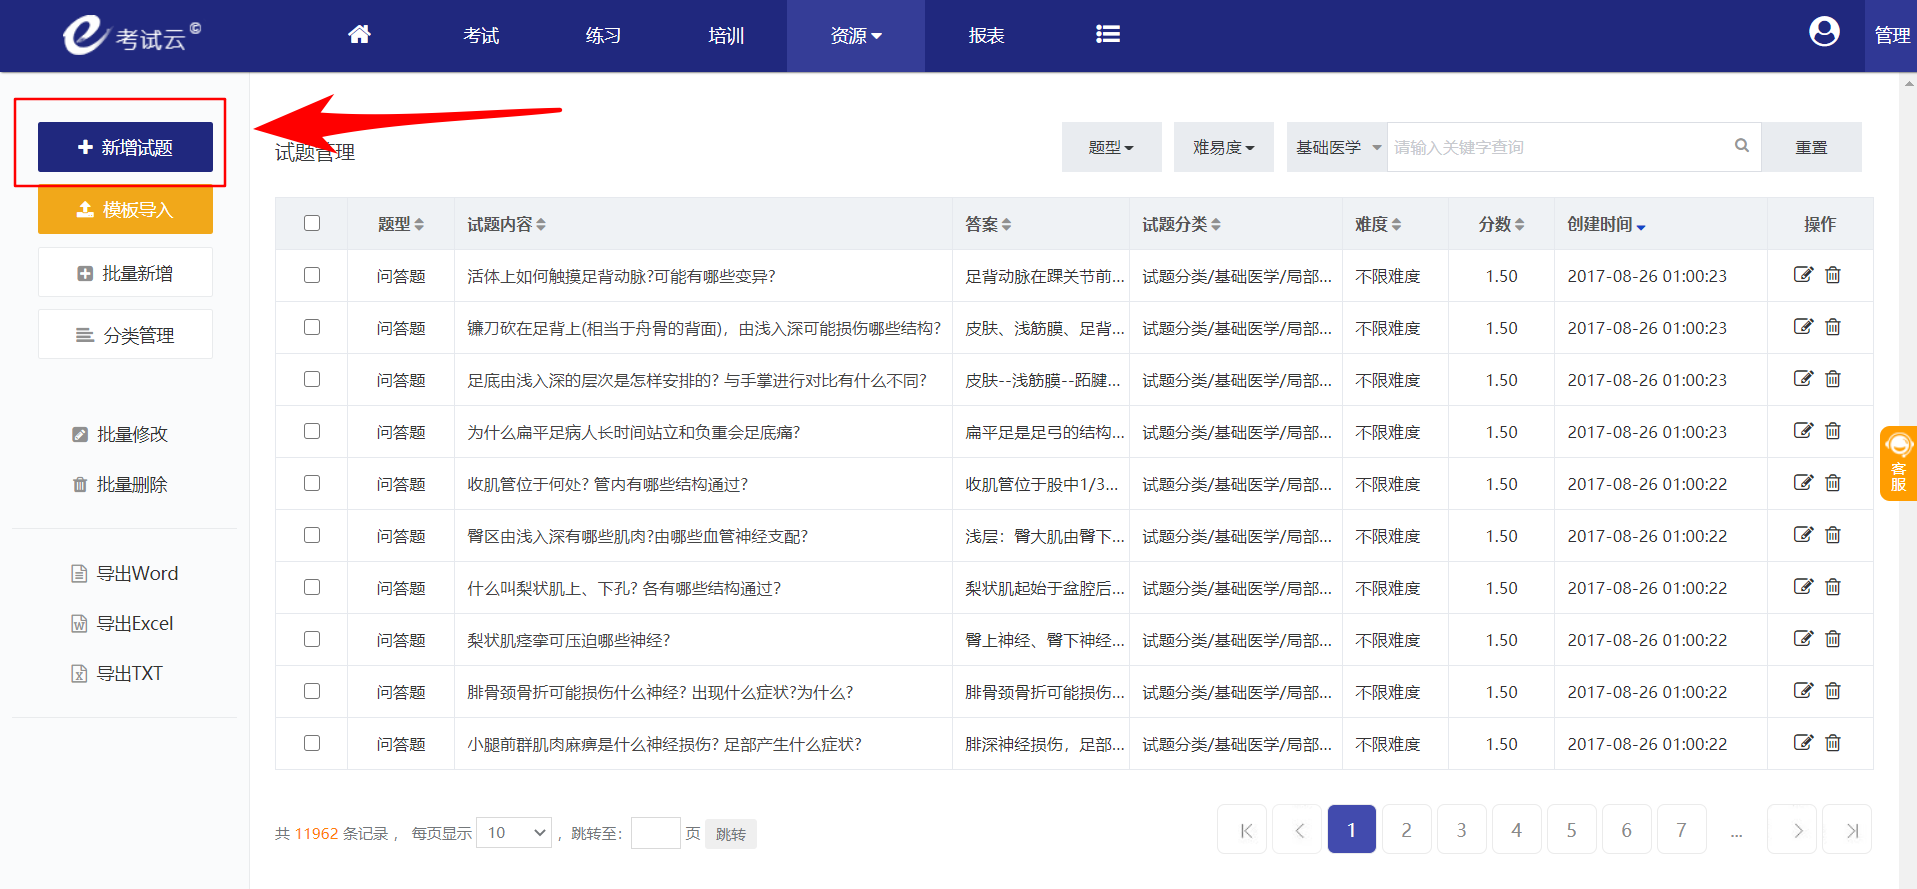 考试云©
考试
练习
培训
资源
报表
管理
新增试题
模板导入
批量新增
分类管理
批量修改
批量删除
导出Word
导出Excel
导出TXT
试题管理
题型
难易度
基础医学
请输入关键字查询
重置
题型 试题内容 答案 试题分类 难度 分数 创建时间 操作
问答题 活体上如何触摸足背动脉?可能有哪些变异? 足背动脉在踝关节前... 试题分类/基础医学/局部... 不限难度 1.50 2017-08-26 01:00:23
问答题 镰刀砍在足背上(相当于舟骨的背面)，由浅入深可能损伤哪些结构? 皮肤、浅筋膜、足背... 试题分类/基础医学/局部... 不限难度 1.50 2017-08-26 01:00:23
问答题 足底由浅入深的层次是怎样安排的? 与手掌进行对比有什么不同? 皮肤--浅筋膜--跖腱... 试题分类/基础医学/局部... 不限难度 1.50 2017-08-26 01:00:23
问答题 为什么扁平足病人长时间站立和负重会足底痛? 扁平足是足弓的结构... 试题分类/基础医学/局部... 不限难度 1.50 2017-08-26 01:00:23
问答题 收肌管位于何处? 管内有哪些结构通过? 收肌管位于股中1/3... 试题分类/基础医学/局部... 不限难度 1.50 2017-08-26 01:00:22
问答题 臀区由浅入深有哪些肌肉?由哪些血管神经支配? 浅层：臀大肌由臀下... 试题分类/基础医学/局部... 不限难度 1.50 2017-08-26 01:00:22
问答题 什么叫梨状肌上、下孔? 各有哪些结构通过? 梨状肌起始于盆腔后... 试题分类/基础医学/局部... 不限难度 1.50 2017-08-26 01:00:22
问答题 梨状肌痉挛可压迫哪些神经? 臀上神经、臀下神经... 试题分类/基础医学/局部... 不限难度 1.50 2017-08-26 01:00:22
问答题 腓骨颈骨折可能损伤什么神经? 出现什么症状?为什么? 腓骨颈骨折可能损伤... 试题分类/基础医学/局部... 不限难度 1.50 2017-08-26 01:00:22
问答题 小腿前群肌肉麻痹是什么神经损伤? 足部产生什么症状? 腓深神经损伤，足部... 试题分类/基础医学/局部... 不限难度 1.50 2017-08-26 01:00:22
共 11962 条记录， 每页显示 10 ，跳转至: 页 跳转
1 2 3 4 5 6 7 ...
客服